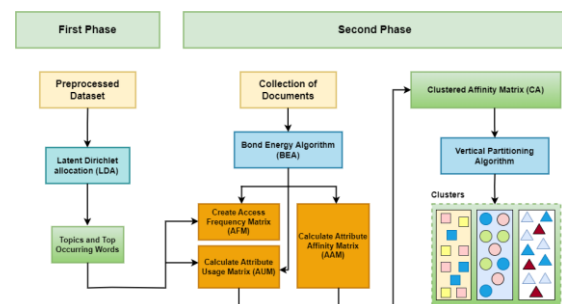 First Phase
Second Phase
Preprocessed
Dataset
Latent Dirichlet
allocation (LDA)
Topics and Top
Occurring Words
Collection of
Documents
Bond Energy Algorithm
(BEA)
Create Access
Frequency Matrix
(AFM)
Calculate Attribute
Usage Matrix (AUM)
Calculate Attribute
Affinity Matrix
(AAM)
Clustered Affinity Matrix (CA)
Vertical Partitioning
Algorithm
Clusters